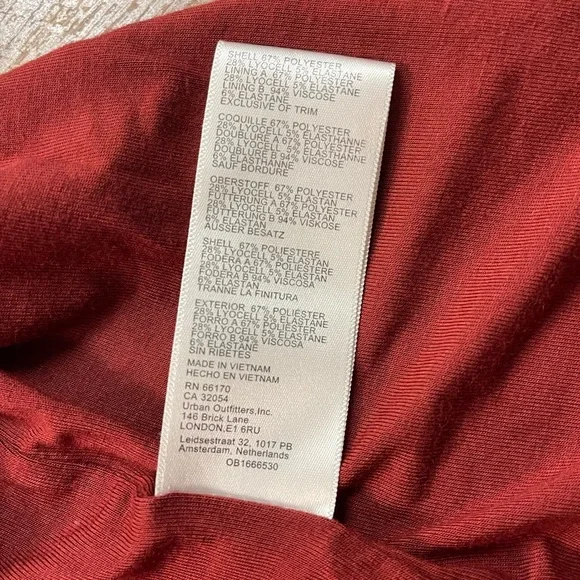 SHELL 67% POLYESTER
28% LYOCELL 5% ELASTANE
LINING A 67% POLYESTER
28% LYOCELL 5% ELASTANE
LINING B 94% VISCOSE
6% ELASTANE
EXCLUSIVE OF TRIM
COQUILLE 67% POLYESTER
28% LYOCELL 5% ELASTHANNE
DOUBLURE A 67% POLYESTER
28% LYOCELL 5% ELASTHANNE
DOUBLURE B 94% VISCOSE
6% ELASTHANNE
SAUF BORDURE
OBERSTOFF 67% POLYESTER
28% LYOCELL 5% ELASTAN
FUTTERUNG A 67% POLYESTER
28% LYOCELL 5% ELASTAN
FUTTERUNG B 94% VISKOSE
6% ELASTAN
AUSSER BESATZ
SHELL 67% POLIESTERE
28% LYOCELL 5% ELASTAN
FODERA A 67% POLIESTERE
28% LYOCELL 5% ELASTAN
FODERA B 94% VISCOSA
6% ELASTAN
TRANNE LA FINITURA
EXTERIOR 67% POLIESTER
28% LYOCELL 5% ELASTANE
FORRO A 67% POLIESTER
28% LYOCELL 5% ELASTANE
FORRO B 94% VISCOSA
6% ELASTANE
SIN RIBETES
MADE IN VIETNAM
HECHO EN VIETNAM
RN 66170
CA 32054
Urban Outfitters,Inc.
146 Brick Lane
LONDON,E1 6RU
Leidsestraat 32, 1017 PB
Amsterdam, Netherlands
OB1666530